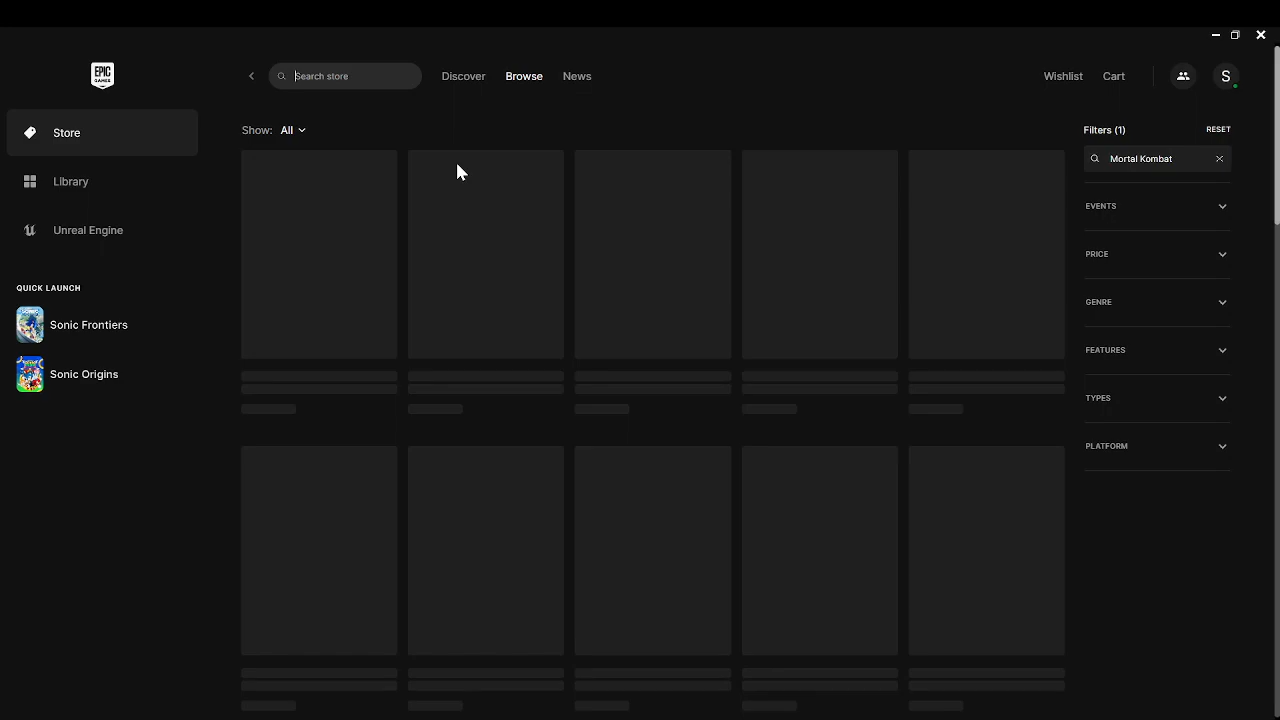 EPIC
GAMES
Search store
Discover
Browse
News
Wishlist
Cart
S
Store
Library
Unreal Engine
QUICK LAUNCH
Sonic Frontiers
Sonic Origins
Show: All
Filters (1)
RESET
Mortal Kombat
EVENTS
PRICE
GENRE
FEATURES
TYPES
PLATFORM